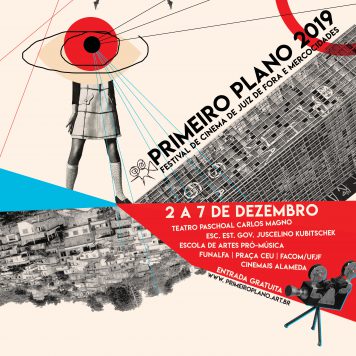 PRIMEIRO PLANO 2019
FESTIVAL DE CINEMA DE JUIZ DE FORA E MERCOCIDADES
2 A 7 DE DEZEMBRO
TEATRO PASCHOAL CARLOS MAGNO
ESC. EST. GOV. JUSCELINO KUBITSCHEK
ESCOLA DE ARTES PRÓ-MÚSICA
FUNALFA | PRAÇA CEU | FACOM/UFJF
CINEMAIS ALAMEDA
ENTRADA GRATUITA
WWW.PRIMEIROPLANO.ART.BR